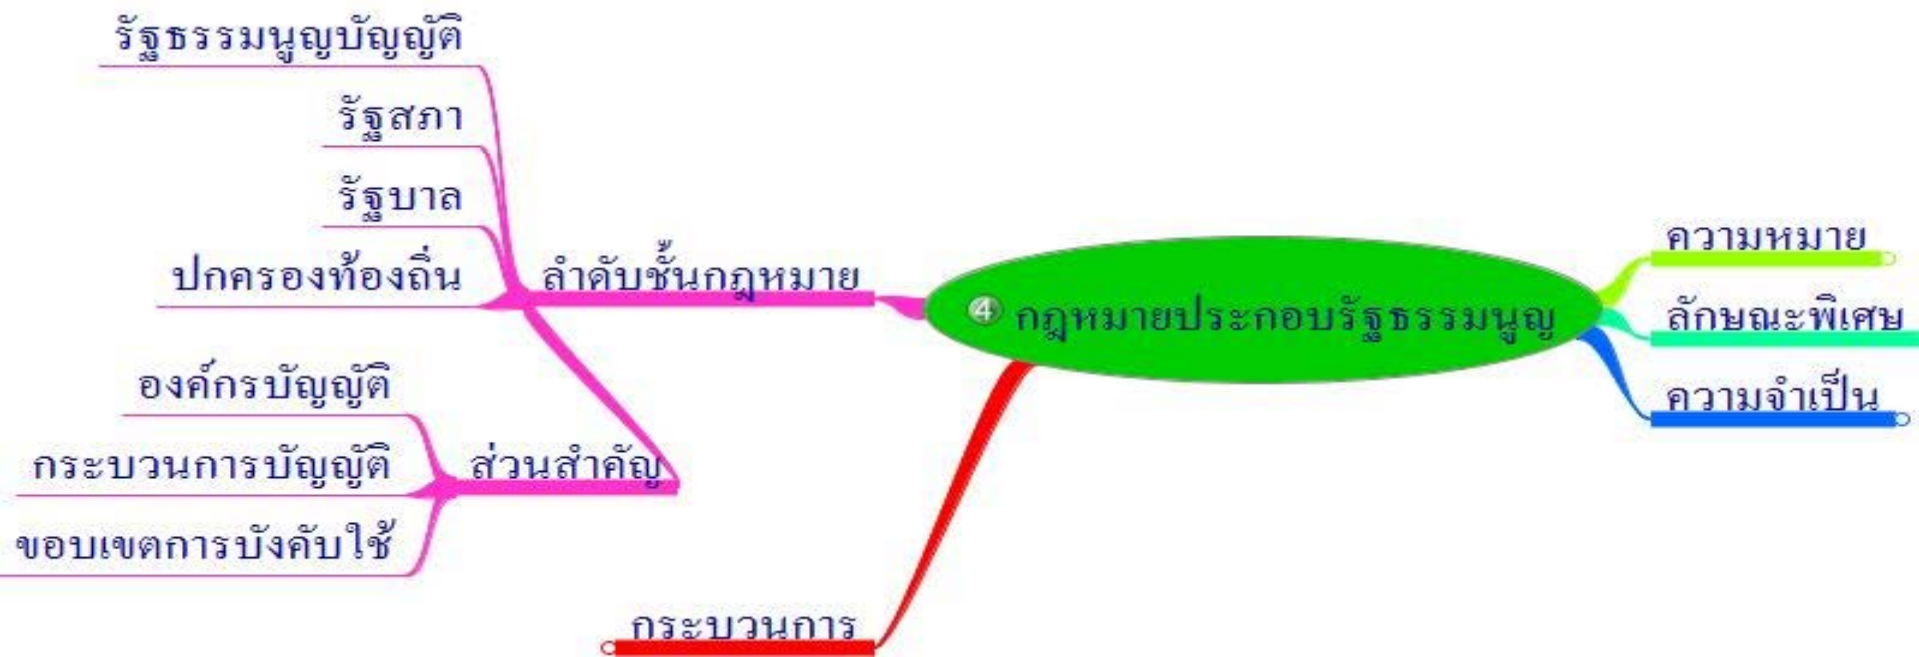 รัฐธรรมนูญบัญญัติ
รัฐสภา
รัฐบาล
ปกครองท้องถิ่น
ลำดับชั้นกฎหมาย
องค์กรบัญญัติ
กระบวนการบัญญัติ
ขอบเขตการบังคับใช้
ส่วนสำคัญ
กระบวนการ
4 กฎหมายประกอบรัฐธรรมนูญ
ความหมาย
ลักษณะพิเศษ
ความจำเป็น